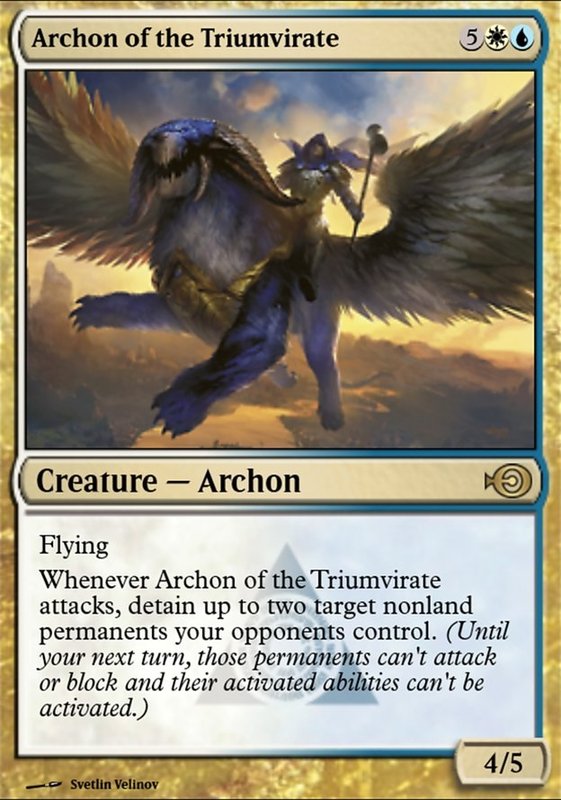 Archon of the Triumvirate 5
Creature — Archon
Flying
Whenever Archon of the Triumvirate
attacks, detain up to two target nonland
permanents your opponents control. (Until
your next turn, those permanents can't attack
or block and their activated abilities can't be
activated.)
4/5
Svetlin Velinov